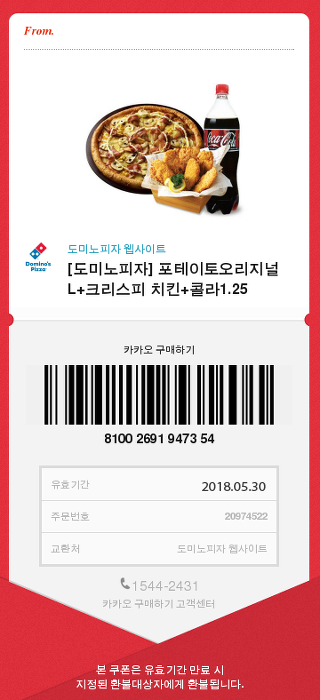 From.
Coca-Cola
도미노피자 웹사이트
Domino's
Pizza
[도미노피자] 포테이토오리지널
L+크리스피 치킨+콜라1.25
카카오 구매하기
8100 2691 9473 54
유효기간 2018.05.30
주문번호 20974522
교환처 도미노피자 웹사이트
1544-2431
카카오 구매하기 고객센터
본 쿠폰은 유효기간 만료 시
지정된 환불대상자에게 환불됩니다.